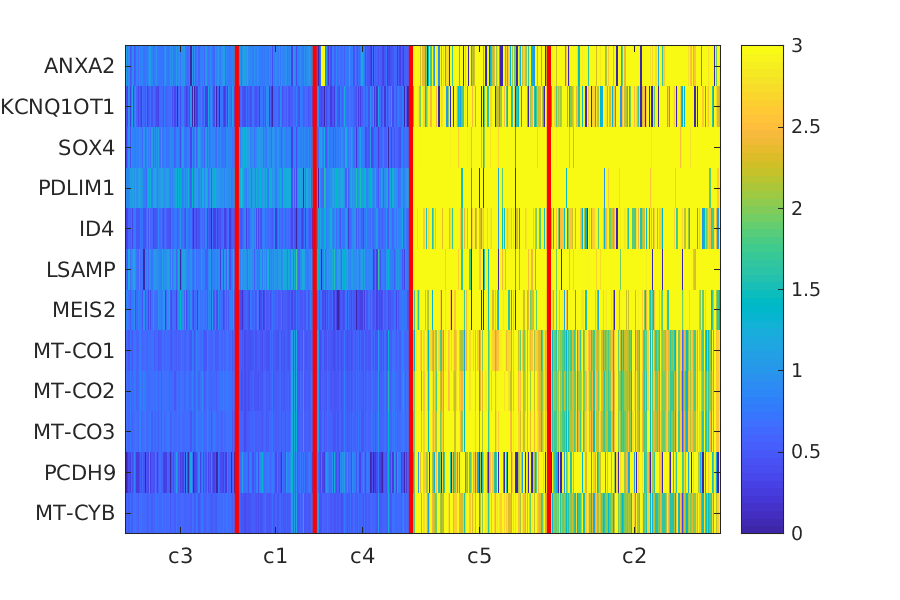 ANXA2
KCNQ1OT1
SOX4
PDLIM1
ID4
LSAMP
MEIS2
MT-CO1
MT-CO2
MT-CO3
PCDH9
MT-CYB
c3 c1 c4 c5 c2
3
2.5
2
1.5
1
0.5
0